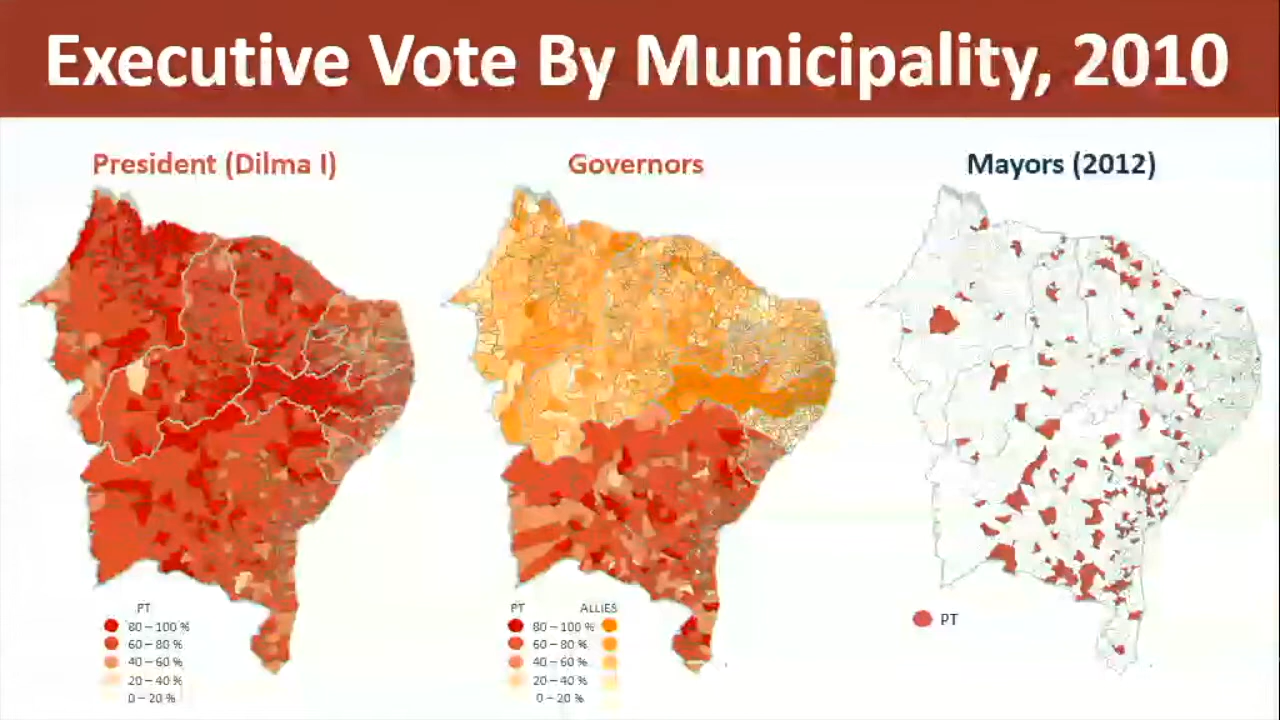 Executive Vote By Municipality, 2010
President (Dilma I)
Governors
Mayors (2012)
PT
80 – 100 %
60 – 80 %
40 – 60 %
20 – 40 %
0 – 20 %
PT ALLIES
80 – 100 %
60 – 80 %
40 – 60 %
20 – 40 %
0 – 20 %
PT